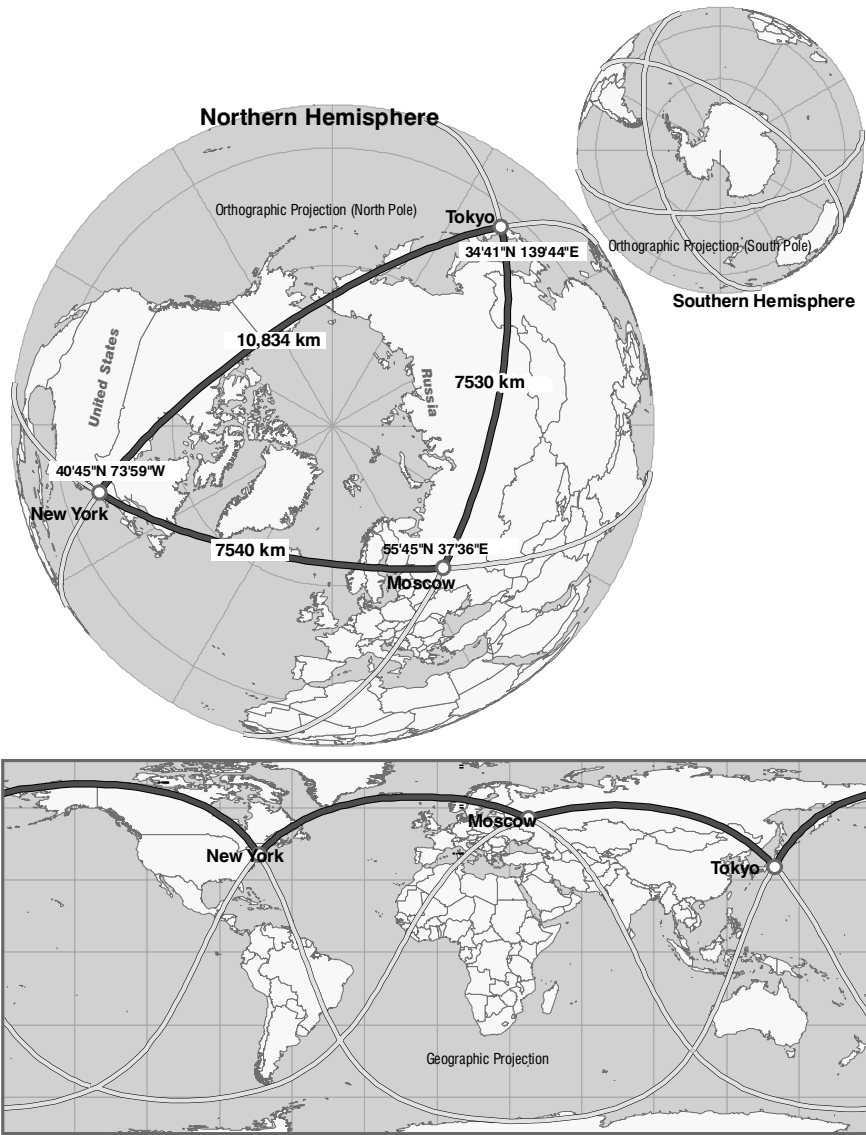 Northern Hemisphere
Orthographic Projection (North Pole)
Tokyo
34'41"N 139'44"E
Orthographic Projection (South Pole)
Southern Hemisphere
10,834 km
United States
Russia
7530 km
40'45"N 73'59"W
New York
7540 km
55'45"N 37'36"E
Moscow
Moscow
New York
Tokyo
Geographic Projection